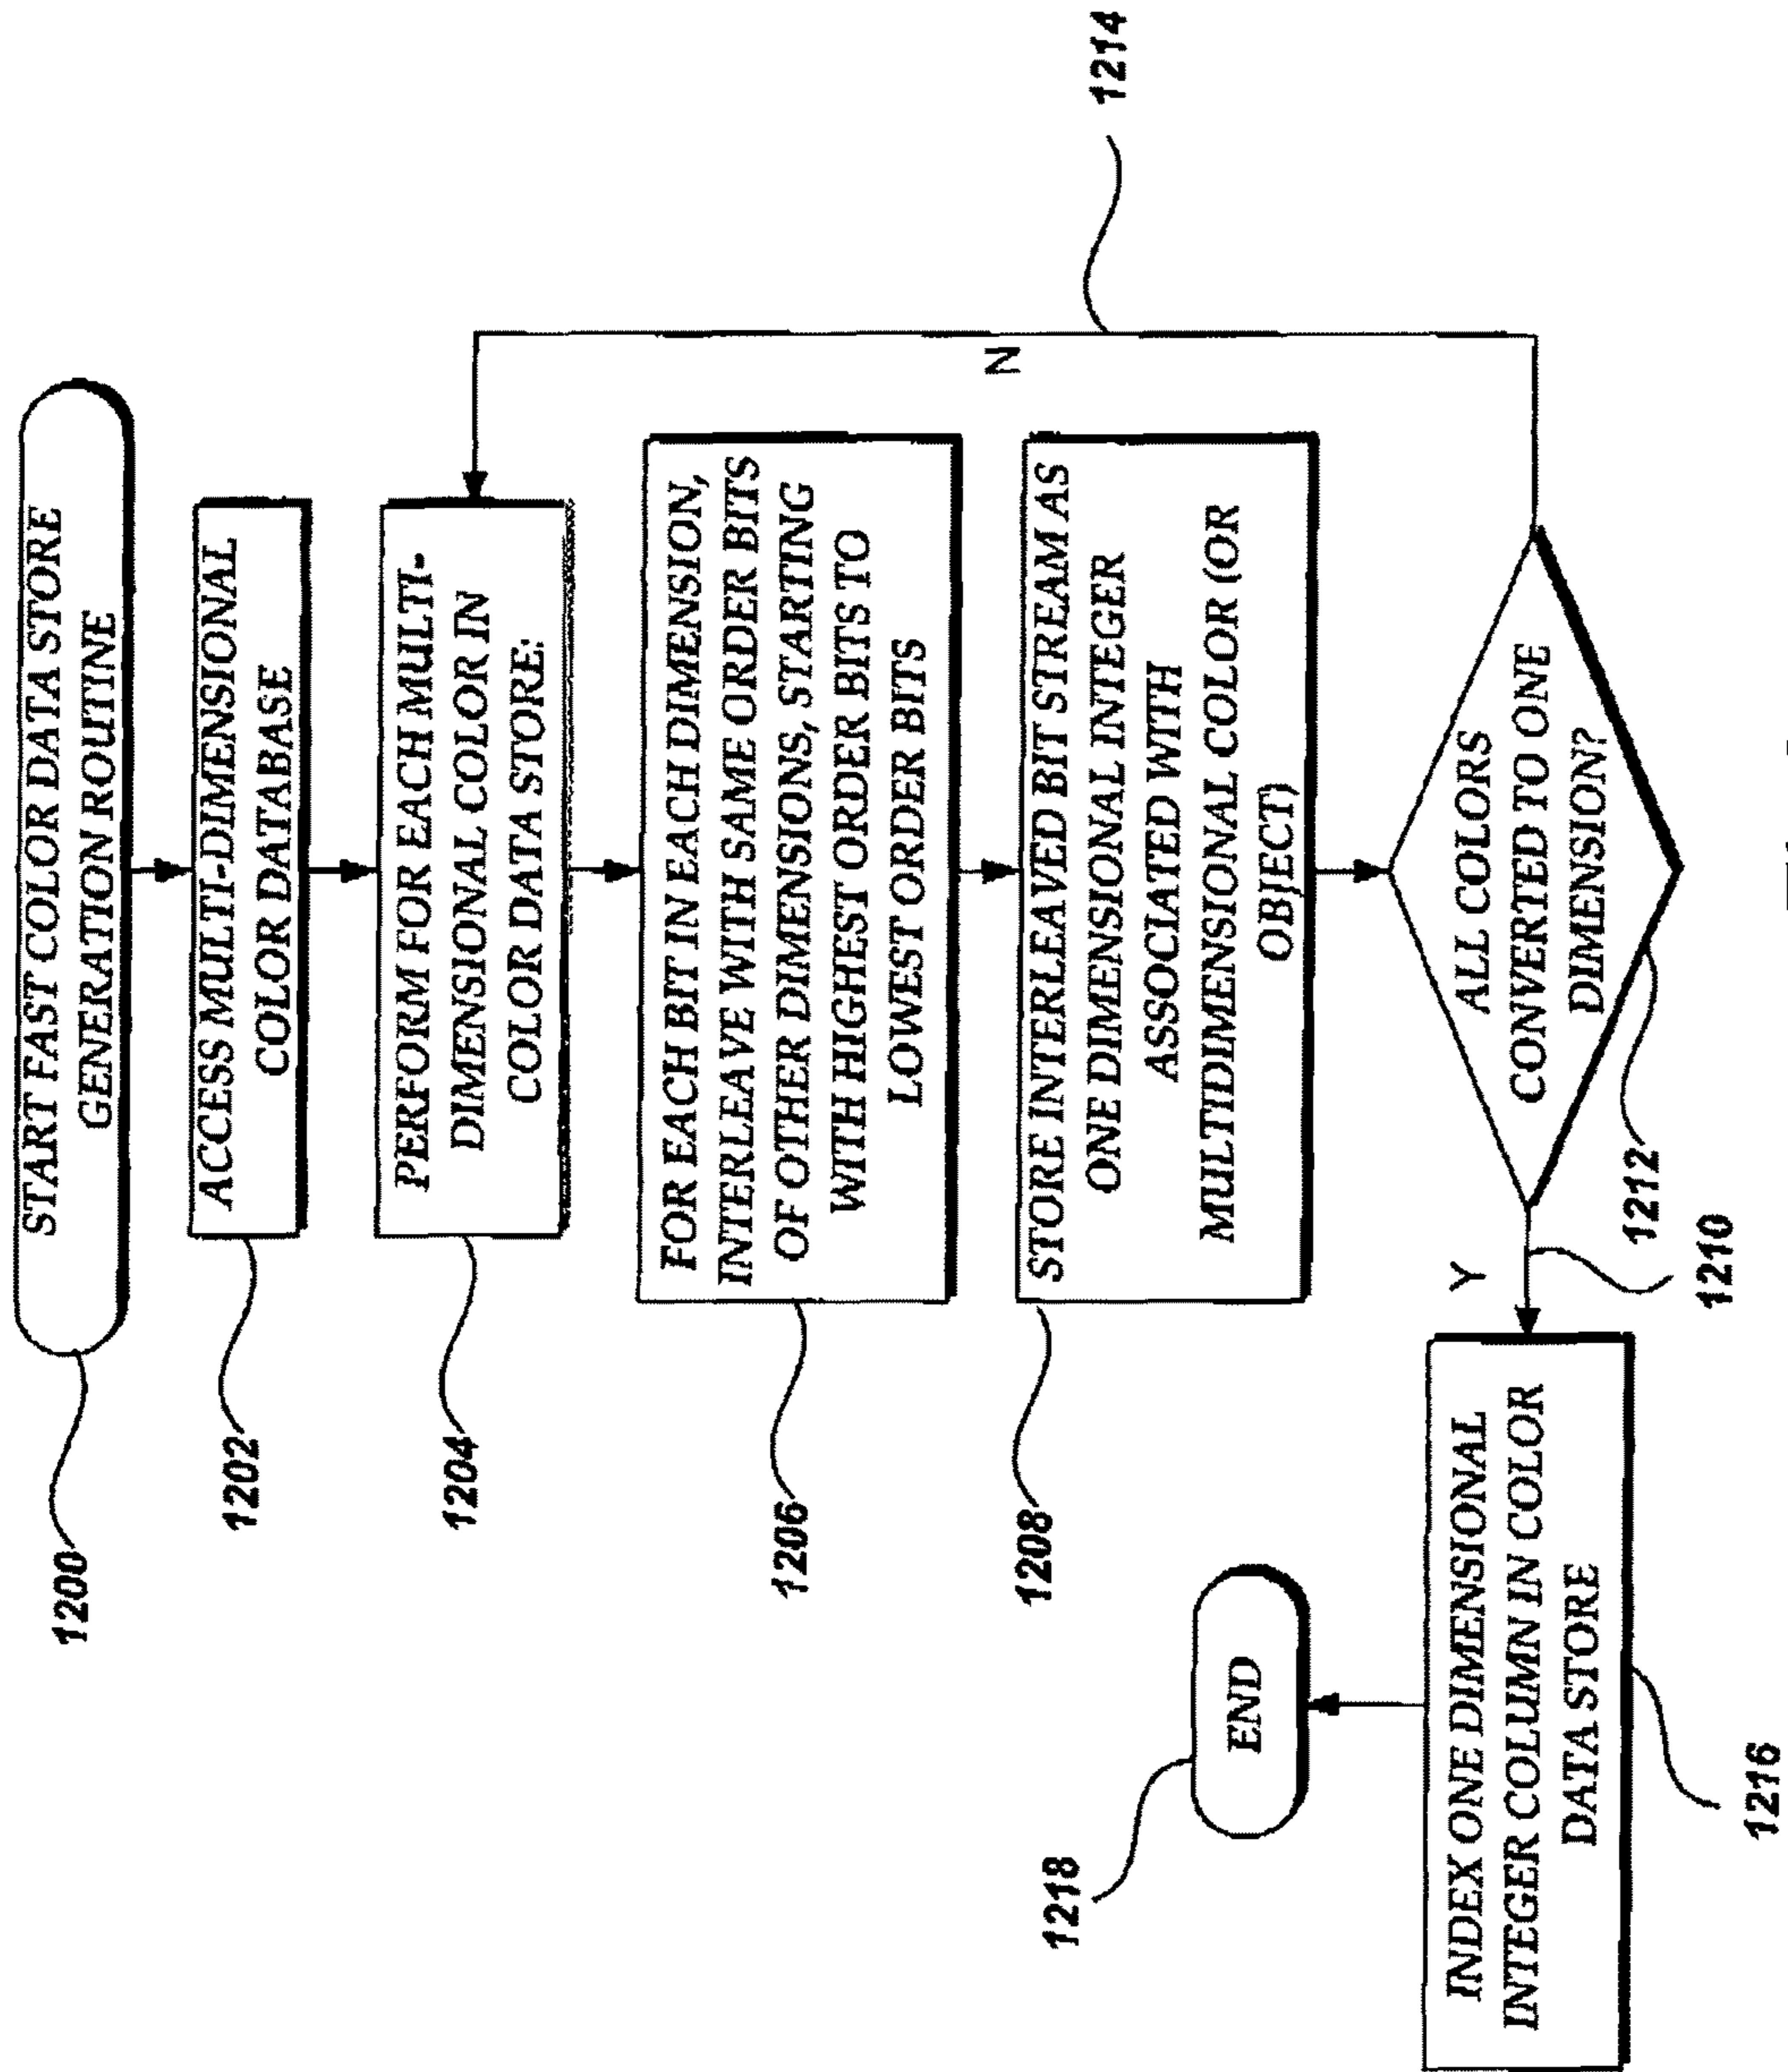 START FAST COLOR DATA STORE
GENERATION ROUTINE
1200
ACCESS MULTI-DIMENSIONAL
COLOR DATABASE
1202
PERFORM FOR EACH MULTI-
DIMENSIONAL COLOR IN
COLOR DATA STORE:
1204
FOR EACH BIT IN EACH DIMENSION,
INTERLEAVE WITH SAME ORDER BITS
OF OTHER DIMENSIONS, STARTING
WITH HIGHEST ORDER BITS TO
LOWEST ORDER BITS
1206
STORE INTERLEAVED BIT STREAM AS
ONE DIMENSIONAL INTEGER
ASSOCIATED WITH
MULTIDIMENSIONAL COLOR (OR
OBJECT)
1208
ALL COLORS
CONVERTED TO ONE
DIMENSION?
1212
N
1214
Y
1210
INDEX ONE DIMENSIONAL
INTEGER COLUMN IN COLOR
DATA STORE
1216
END
1218